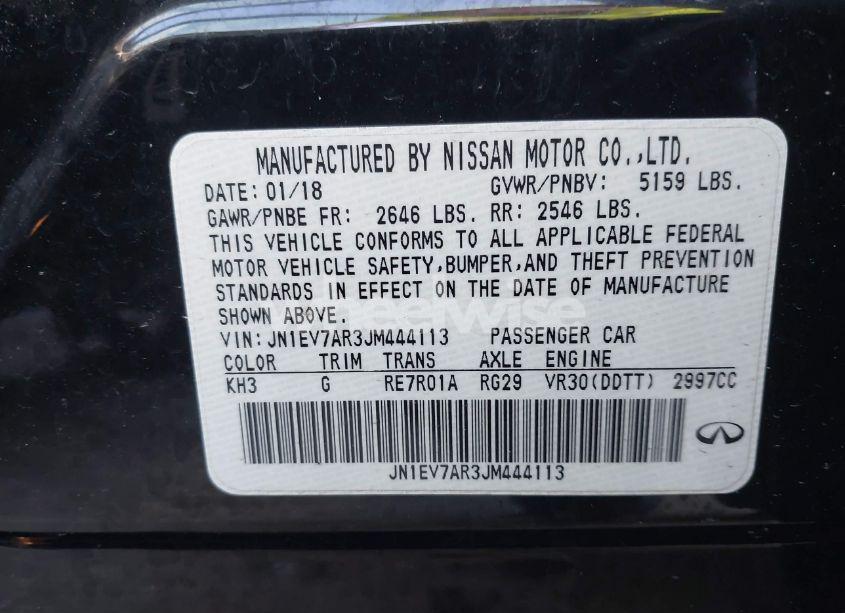 MANUFACTURED BY NISSAN MOTOR CO.,LTD.
DATE: 01/18 GVWR/PNBV: 5159 LBS.
GAWR/PNBE FR: 2646 LBS. RR: 2546 LBS.
THIS VEHICLE CONFORMS TO ALL APPLICABLE FEDERAL
MOTOR VEHICLE SAFETY,BUMPER,AND THEFT PREVENTION
STANDARDS IN EFFECT ON THE DATE OF MANUFACTURE
SHOWN ABOVE.
VIN: JN1EV7AR3JM444113 PASSENGER CAR
COLOR TRIM TRANS AXLE ENGINE
KH3 G RE7R01A RG29 VR30(DDTT) 2997CC
JN1EV7AR3JM444113